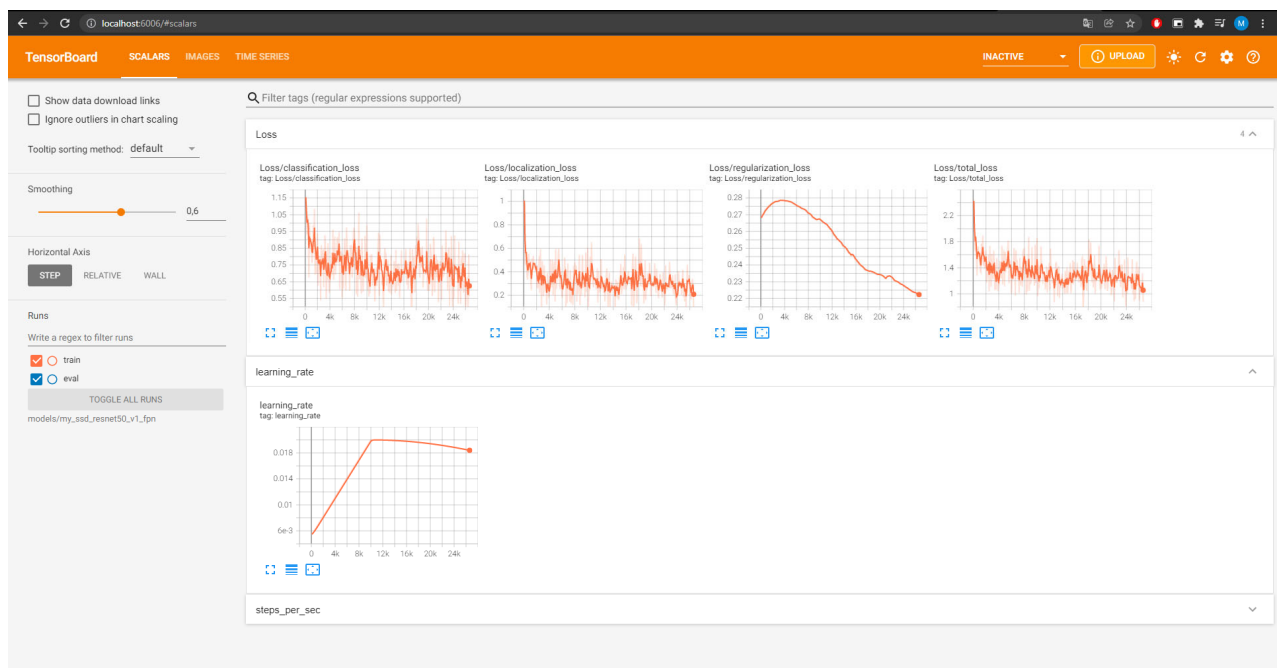 localhost:6006/#scalars
M
TensorBoard SCALARS IMAGES TIME SERIES INACTIVE UPLOAD
Show data download links
Ignore outliers in chart scaling
Tooltip sorting method: default
Smoothing
0,6
Horizontal Axis
STEP RELATIVE WALL
Runs
Write a regex to filter runs
train
eval
TOGGLE ALL RUNS
models/my_ssd_resnet50_v1_fpn
Filter tags (regular expressions supported)
Loss 4
Loss/classification_loss
tag: Loss/classification_loss
1.15
1.05
0.95
0.85
0.75
0.65
0.55
0 4k 8k 12k 16k 20k 24k
Loss/localization_loss
tag: Loss/localization_loss
1
0.8
0.6
0.4
0.2
0 4k 8k 12k 16k 20k 24k
Loss/regularization_loss
tag: Loss/regularization_loss
0.28
0.27
0.26
0.25
0.24
0.23
0.22
0 4k 8k 12k 16k 20k 24k
Loss/total_loss
tag: Loss/total_loss
2.2
1.8
1.4
1
0 4k 8k 12k 16k 20k 24k
learning_rate
learning_rate
tag: learning_rate
0.018
0.014
0.01
6e-3
0 4k 8k 12k 16k 20k 24k
steps_per_sec